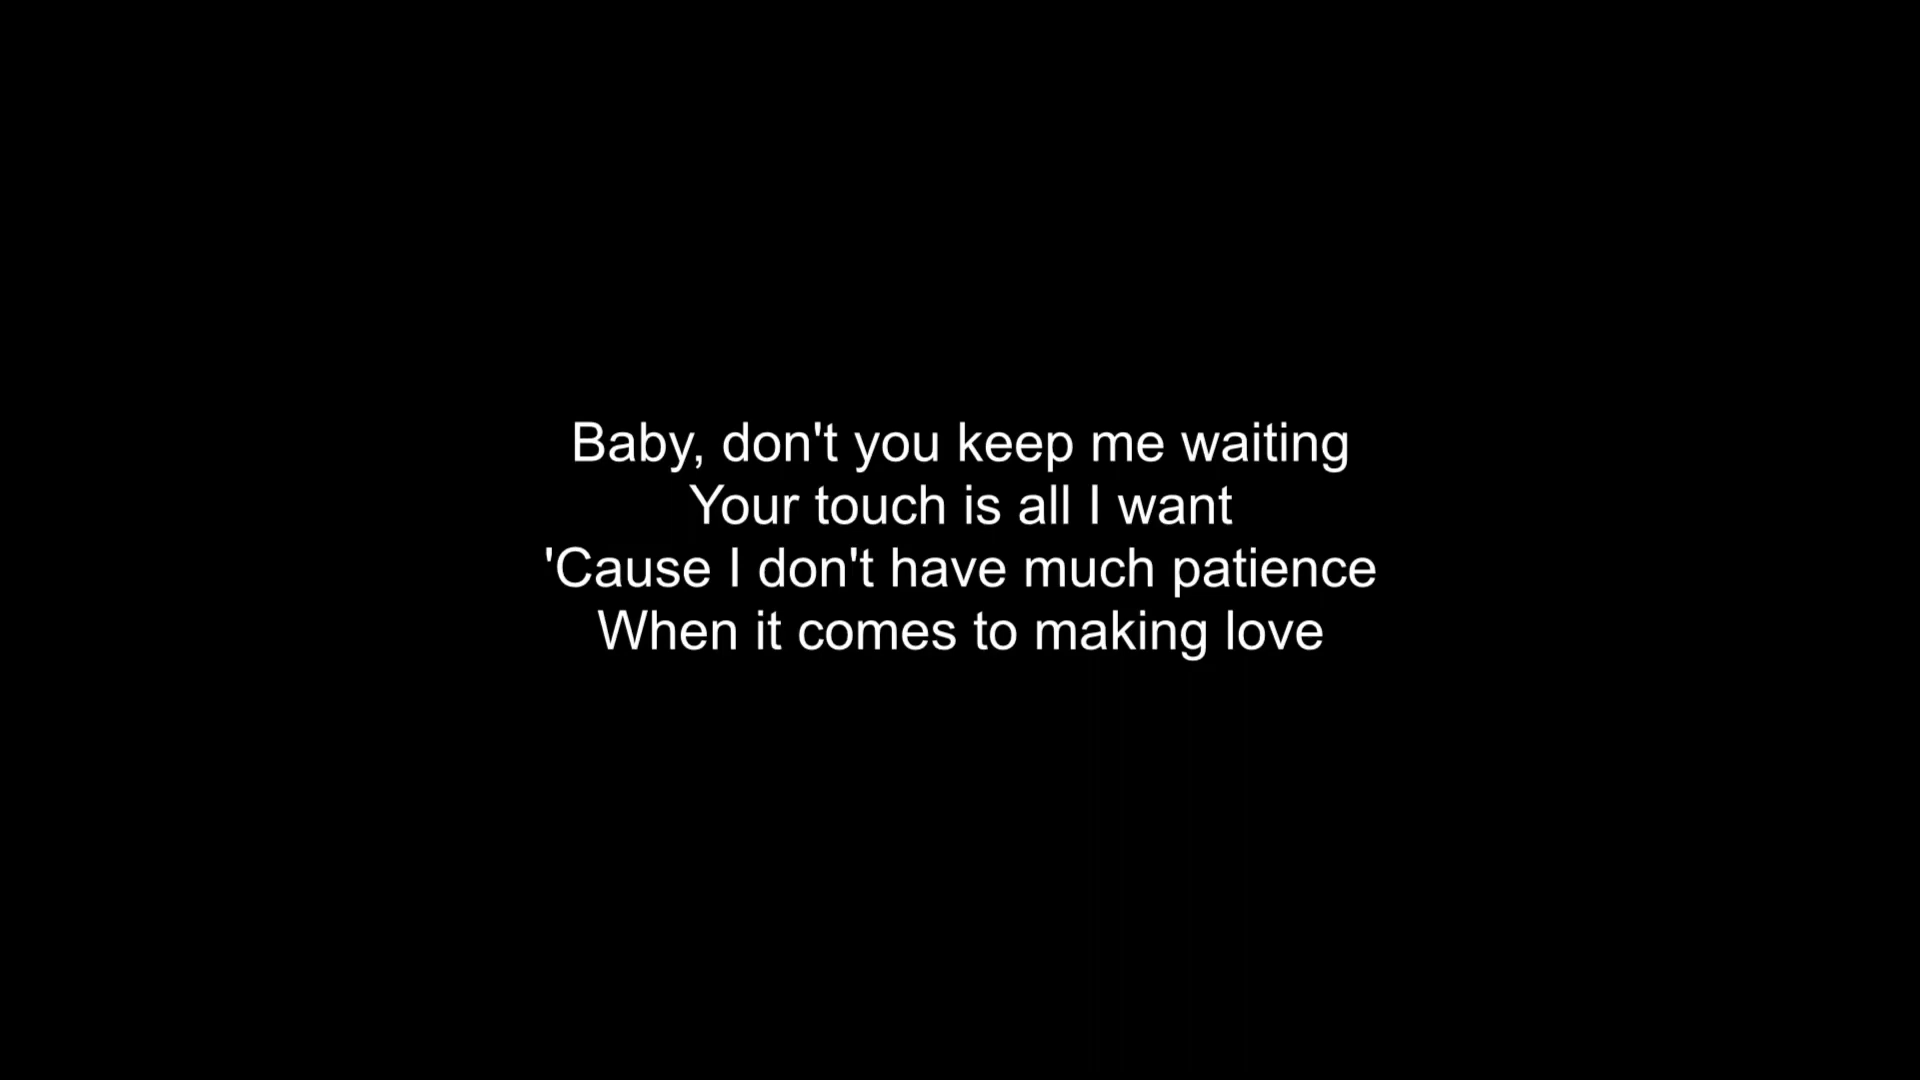 Baby, don't you keep me waiting
Your touch is all I want
'Cause I don't have much patience
When it comes to making love